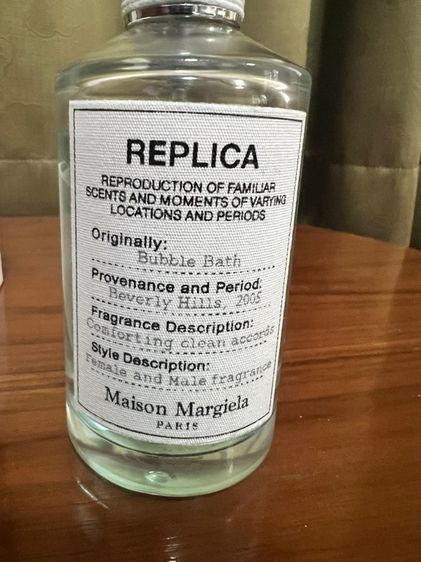 REPLICA
REPRODUCTION OF FAMILIAR
SCENTS AND MOMENTS OF VARYING
LOCATIONS AND PERIODS
Originally:
Bubble Bath
Provenance and Period:
Beverly Hills, 2005
Fragrance Description:
Comforting clean accords
Style Description:
Female and Male fragrance
Maison Margiela
PARIS